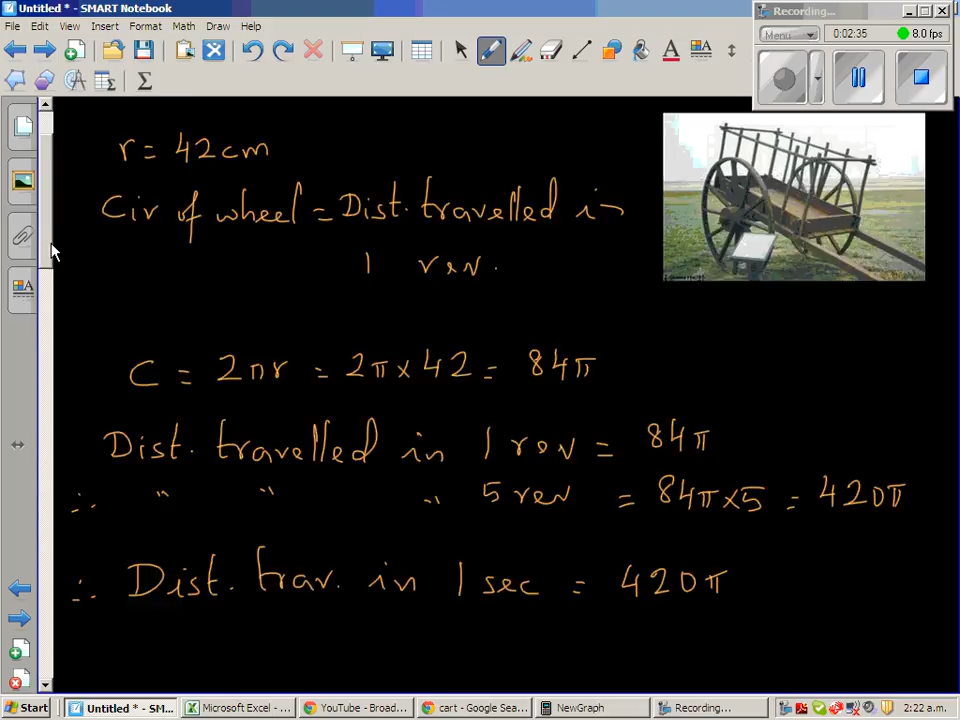 Untitled * - SMART Notebook
Recording...
File Edit View Insert Format Math Draw Help
Menu 0:02:35 8.0 fps
r = 42cm
Cir of wheel = Dist. travelled in
1 rev.
C = 2πr = 2π × 42 = 84π
Dist. travelled in 1 rev = 84π
∴ " " " 5 rev = 84π × 5 = 420π
∴ Dist. trav. in 1 sec = 420π
Start Untitled * - SM... Microsoft Excel - ... YouTube - Broad... cart - Google Sea... NewGraph Recording... 2:22 a.m.